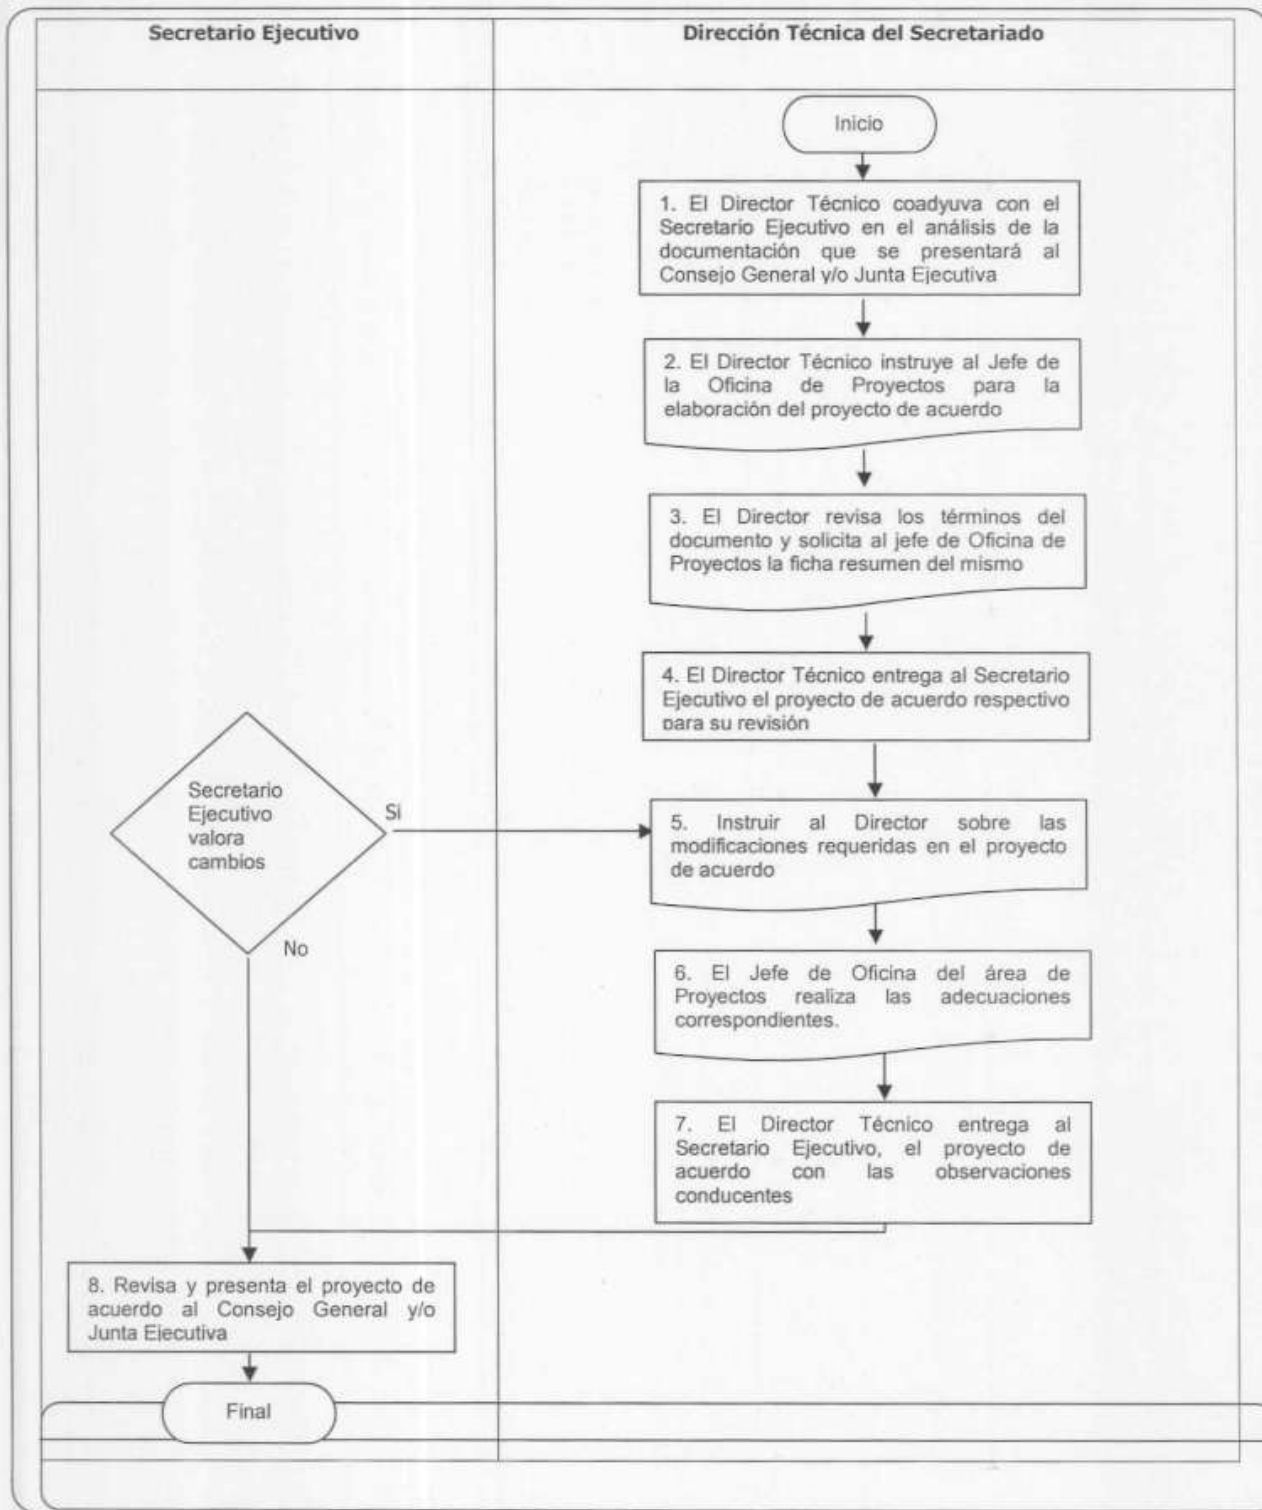 Secretario Ejecutivo
Dirección Técnica del Secretariado
Inicio
1. El Director Técnico coadyuva con el
Secretario Ejecutivo en el análisis de la
documentación que se presentará al
Consejo General y/o Junta Ejecutiva
2. El Director Técnico instruye al Jefe de
la Oficina de Proyectos para la
elaboración del proyecto de acuerdo
3. El Director revisa los términos del
documento y solicita al jefe de Oficina de
Proyectos la ficha resumen del mismo
4. El Director Técnico entrega al Secretario
Ejecutivo el proyecto de acuerdo respectivo
para su revisión
Secretario
Ejecutivo
valora
cambios
Si
No
5. Instruir al Director sobre las
modificaciones requeridas en el proyecto
de acuerdo
6. El Jefe de Oficina del área de
Proyectos realiza las adecuaciones
correspondientes.
7. El Director Técnico entrega al
Secretario Ejecutivo, el proyecto de
acuerdo con las observaciones
conducentes
8. Revisa y presenta el proyecto de
acuerdo al Consejo General y/o
Junta Ejecutiva
Final